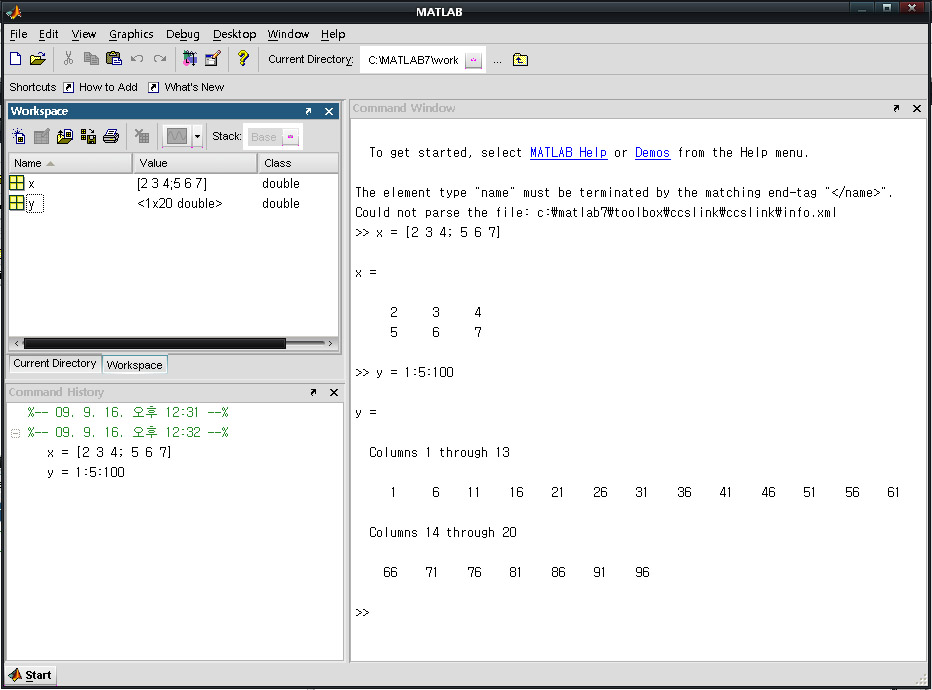 MATLAB
File Edit View Graphics Debug Desktop Window Help
Current Directory: C:\MATLAB7\work ...
Shortcuts How to Add What's New
Workspace
Stack: Base
Name Value Class
x [2 3 4;5 6 7] double
y <1x20 double> double
Current Directory Workspace
Command History
%-- 09. 9. 16. 오후 12:31 --%
%-- 09. 9. 16. 오후 12:32 --%
x = [2 3 4; 5 6 7]
y = 1:5:100
Command Window
To get started, select MATLAB Help or Demos from the Help menu.
The element type "name" must be terminated by the matching end-tag "</name>".
Could not parse the file: c:₩matlab7₩toolbox₩ccslink₩ccslink₩info.xml
>> x = [2 3 4; 5 6 7]
x =
2 3 4
5 6 7
>> y = 1:5:100
y =
Columns 1 through 13
1 6 11 16 21 26 31 36 41 46 51 56 61
Columns 14 through 20
66 71 76 81 86 91 96
>>
Start